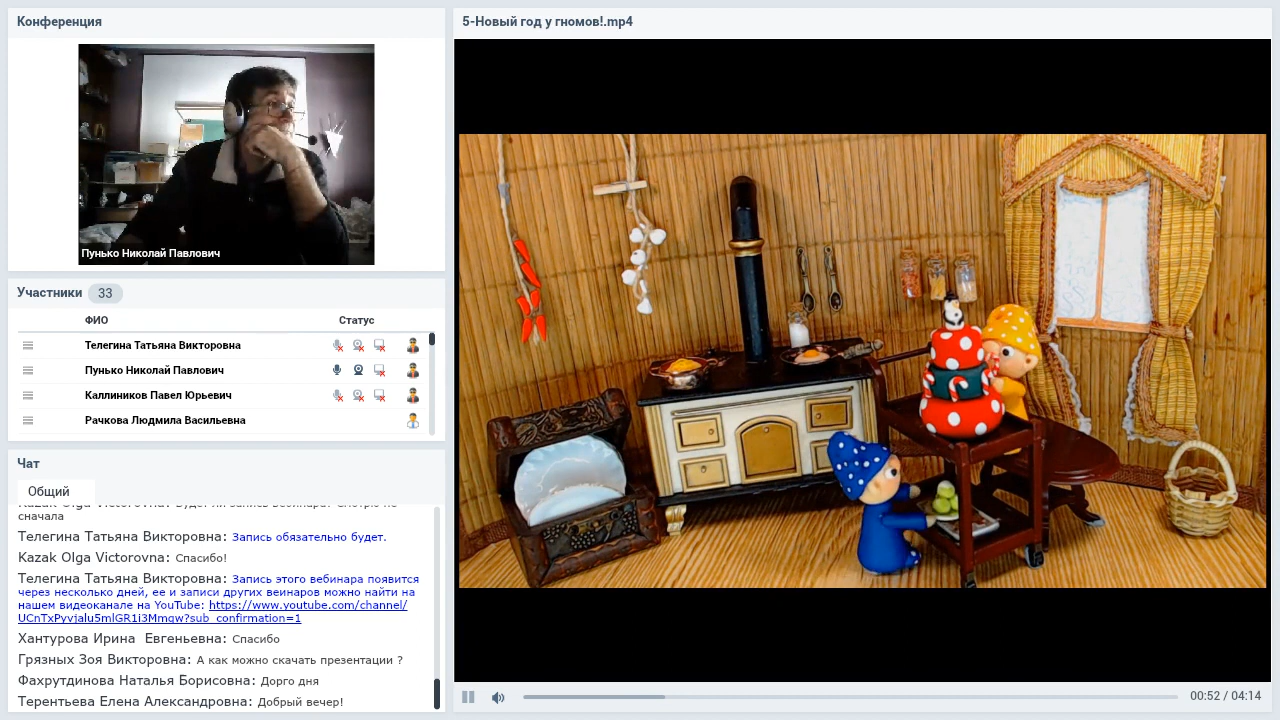 Конференция
Пунько Николай Павлович
Участники 33
ФИО Статус
Телегина Татьяна Викторовна
Пунько Николай Павлович
Каллиников Павел Юрьевич
Рачкова Людмила Васильевна
Чат
Общий
сначала
Телегина Татьяна Викторовна: Запись обязательно будет.
Kazak Olga Victorovna: Спасибо!
Телегина Татьяна Викторовна: Запись этого вебинара появится
через несколько дней, ее и записи других веинаров можно найти на
нашем видеоканале на YouTube: https://www.youtube.com/channel/
UCnTxPyvjalu5mlGR1i3Mmqw?sub_confirmation=1
Хантурова Ирина  Евгеньевна: Спасибо
Грязных Зоя Викторовна: А как можно скачать презентации ?
Фахрутдинова Наталья Борисовна: Дорго дня
Терентьева Елена Александровна: Добрый вечер!
5-Новый год у гномов!.mp4
00:52 / 04:14